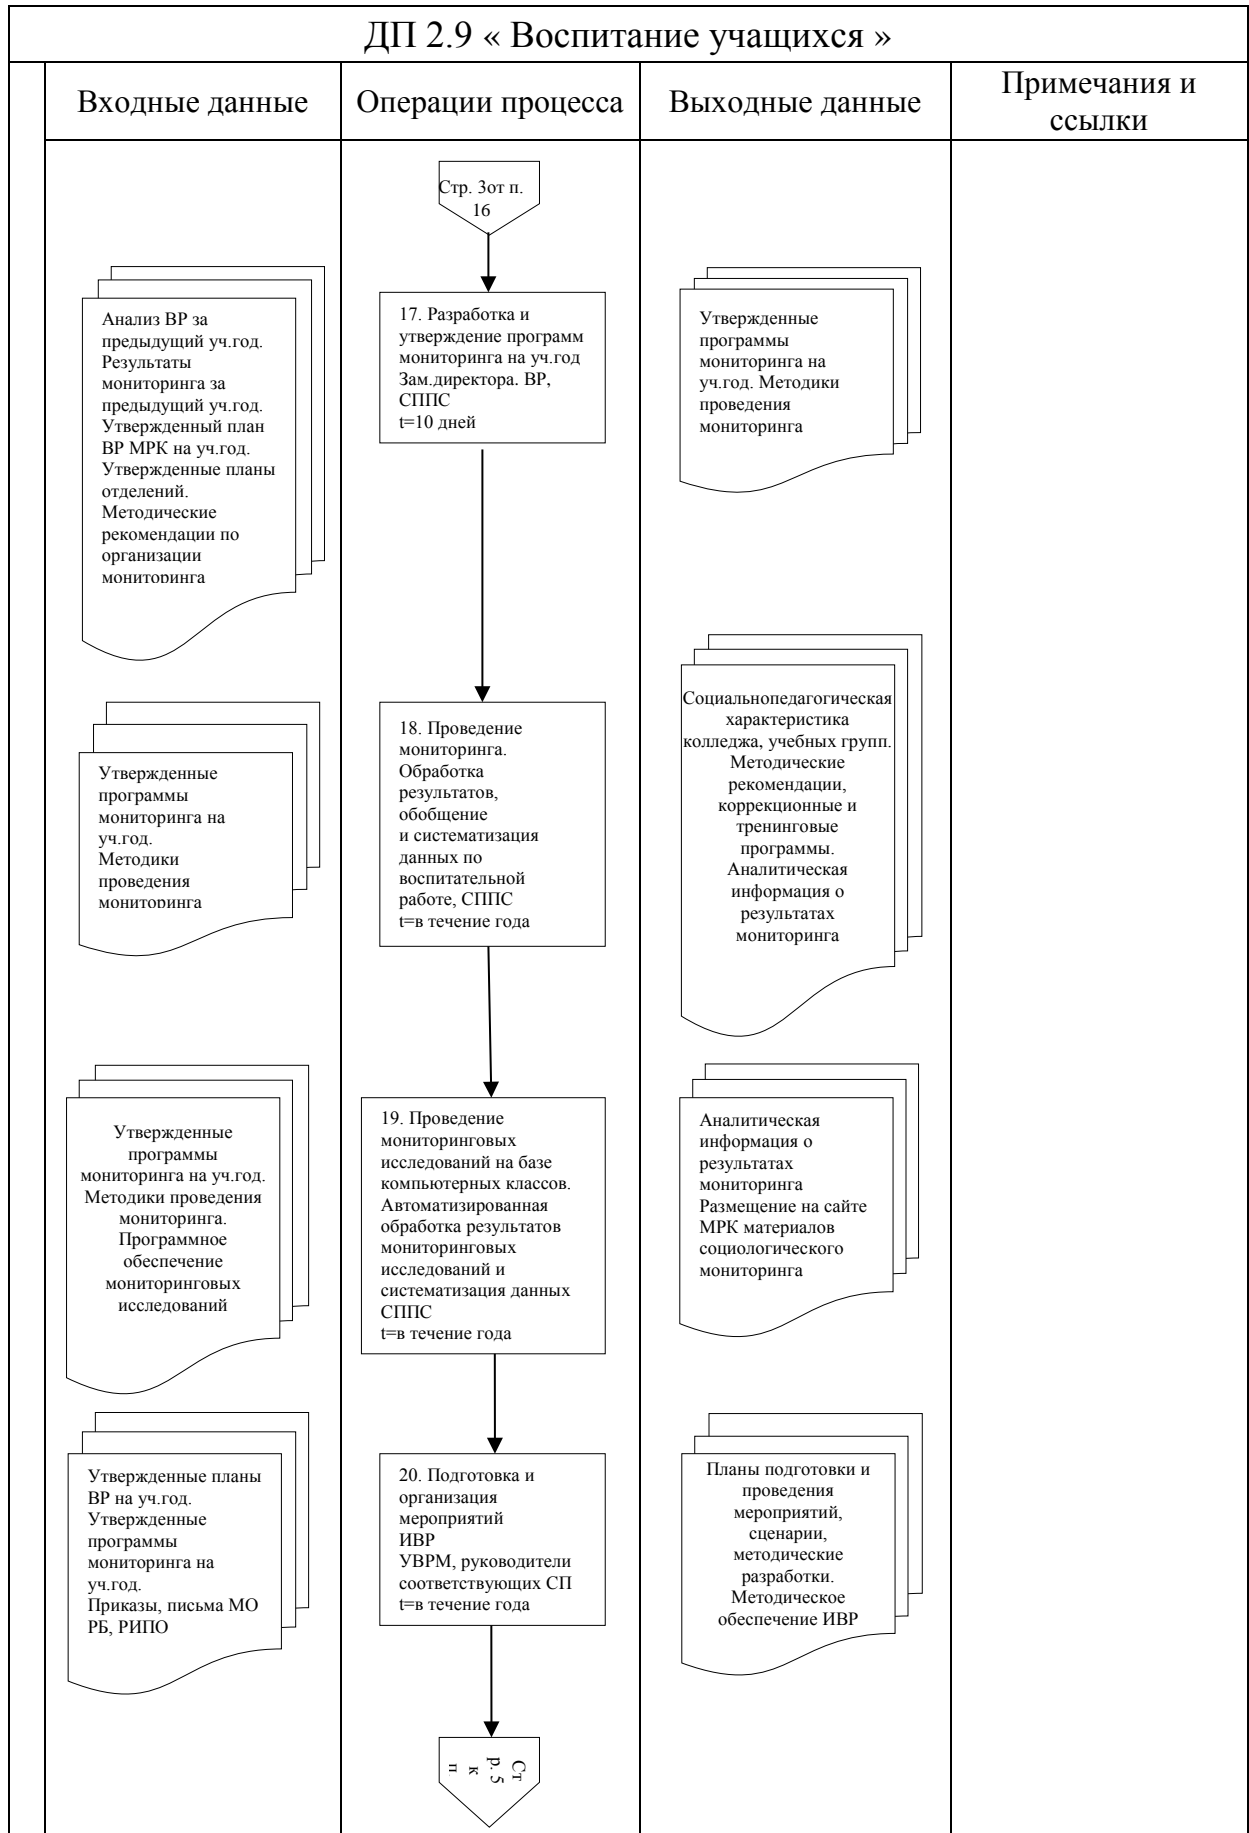 ДП 2.9 « Воспитание учащихся »
Входные данные
Операции процесса
Выходные данные
Примечания и
ссылки
Стр. 3от п.
16
Анализ ВР за
предыдущий уч.год.
Результаты
мониторинга за
предыдущий уч.год.
Утвержденный план
ВР МРК на уч.год.
Утвержденные планы
отделений.
Методические
рекомендации по
организации
мониторинга
17. Разработка и
утверждение программ
мониторинга на уч.год
Зам.директора. ВР,
СППС
t=10 дней
Утвержденные
программы
мониторинга на
уч.год. Методики
проведения
мониторинга
Утвержденные
программы
мониторинга на
уч.год.
Методики
проведения
мониторинга
18. Проведение
мониторинга.
Обработка
результатов,
обобщение
и систематизация
данных по
воспитательной
работе, СППС
t=в течение года
Социальнопедагогическая
характеристика
колледжа, учебных групп.
Методические
рекомендации,
коррекционные и
тренинговые
программы.
Аналитическая
информация о
результатах
мониторинга
Утвержденные
программы
мониторинга на уч.год.
Методики проведения
мониторинга.
Программное
обеспечение
мониторинговых
исследований
19. Проведение
мониторинговых
исследований на базе
компьютерных классов.
Автоматизированная
обработка результатов
мониторинговых
исследований и
систематизация данных
СППС
t=в течение года
Аналитическая
информация о
результатах
мониторинга
Размещение на сайте
МРК материалов
социологического
мониторинга
Утвержденные планы
ВР на уч.год.
Утвержденные
программы
мониторинга на
уч.год.
Приказы, письма МО
РБ, РИПО
20. Подготовка и
организация
мероприятий
ИВР
УВРМ, руководители
соответствующих СП
t=в течение года
Планы подготовки и
проведения
мероприятий,
сценарии,
методические
разработки.
Методическое
обеспечение ИВР
Ст
р. 5
к
п